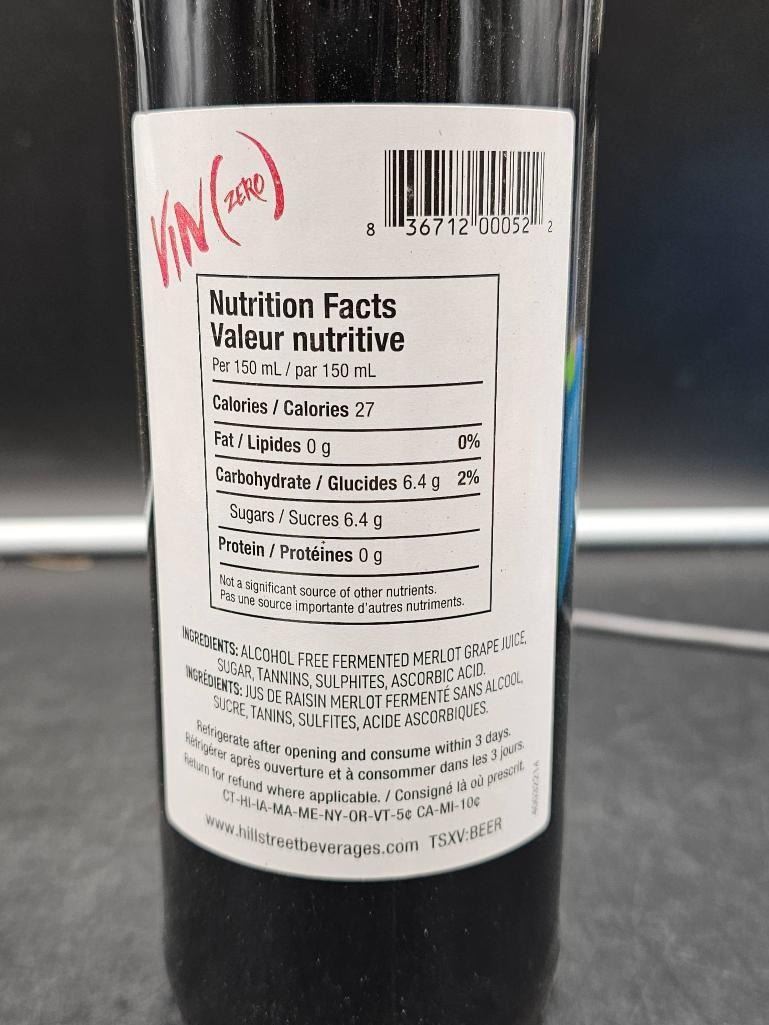 VIN (ZERO)
8 36712 00052 2
Nutrition Facts
Valeur nutritive
Per 150 mL / par 150 mL
Calories / Calories 27
Fat / Lipides 0 g 0%
Carbohydrate / Glucides 6.4 g 2%
Sugars / Sucres 6.4 g
Protein / Protéines 0 g
Not a significant source of other nutrients.
Pas une source importante d'autres nutriments.
INGREDIENTS: ALCOHOL FREE FERMENTED MERLOT GRAPE JUICE,
SUGAR, TANNINS, SULPHITES, ASCORBIC ACID.
INGRÉDIENTS: JUS DE RAISIN MERLOT FERMENTÉ SANS ALCOOL,
SUCRE, TANINS, SULFITES, ACIDE ASCORBIQUES.
Refrigerate after opening and consume within 3 days.
Réfrigérer après ouverture et à consommer dans les 3 jours.
Return for refund where applicable. / Consigné là où prescrit.
CT-HI-IA-MA-ME-NY-OR-VT-5¢ CA-MI-10¢
www.hillstreetbeverages.com TSXV:BEER